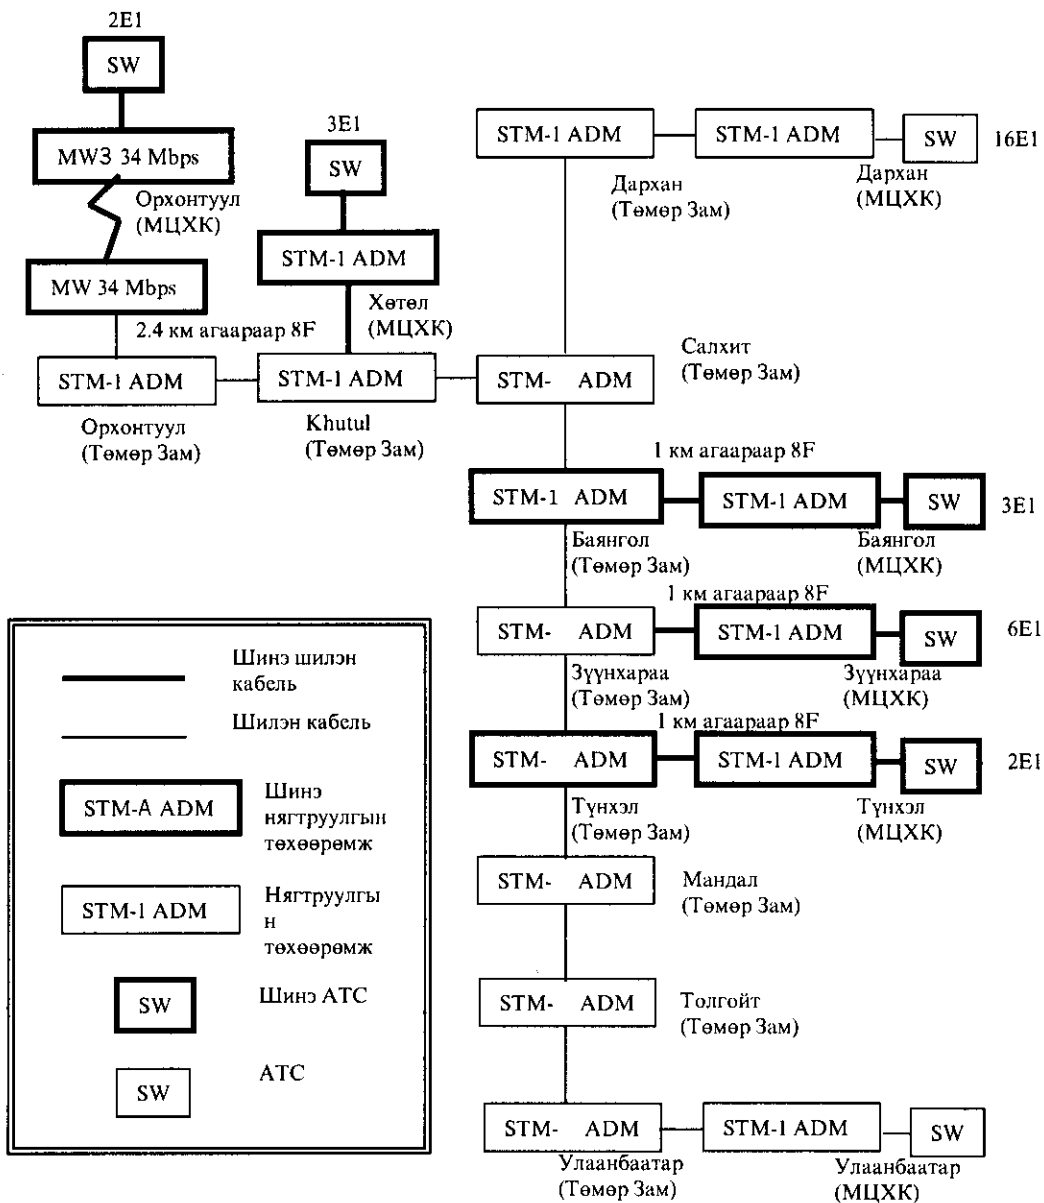 2E1
SW
MW3 34 Mbps
Орхонтуул
(МЦХК)
MW 34 Mbps
2.4 км агаараар 8F
STM-1 ADM
Орхонтуул
(Төмөр Зам)
3E1
SW
STM-1 ADM
Хөтөл
(МЦХК)
STM-1 ADM
Khutul
(Төмөр Зам)
STM-1 ADM
STM-1 ADM
SW
16E1
Дархан
(Төмөр Зам)
Дархан
(МЦХК)
STM- ADM
Салхит
(Төмөр Зам)
1 км агаараар 8F
STM-1 ADM
STM-1 ADM
SW
3E1
Баянгол
(Төмөр Зам)
Баянгол
(МЦХК)
1 км агаараар 8F
STM- ADM
STM-1 ADM
SW
6E1
Зүүнхараа
(Төмөр Зам)
Зүүнхараа
(МЦХК)
1 км агаараар 8F
STM- ADM
STM-1 ADM
SW
2E1
Түнхэл
(Төмөр Зам)
Түнхэл
(МЦХК)
STM- ADM
Мандал
(Төмөр Зам)
STM- ADM
Толгойт
(Төмөр Зам)
STM- ADM
STM-1 ADM
SW
Улаанбаатар
(Төмөр Зам)
Улаанбаатар
(МЦХК)
Шинэ шилэн
кабель
Шилэн кабель
STM-A ADM
Шинэ
нягтруулгын
төхөөрөмж
STM-1 ADM
Нягтруулгы
н
төхөөрөмж
SW
Шинэ АТС
SW
АТС